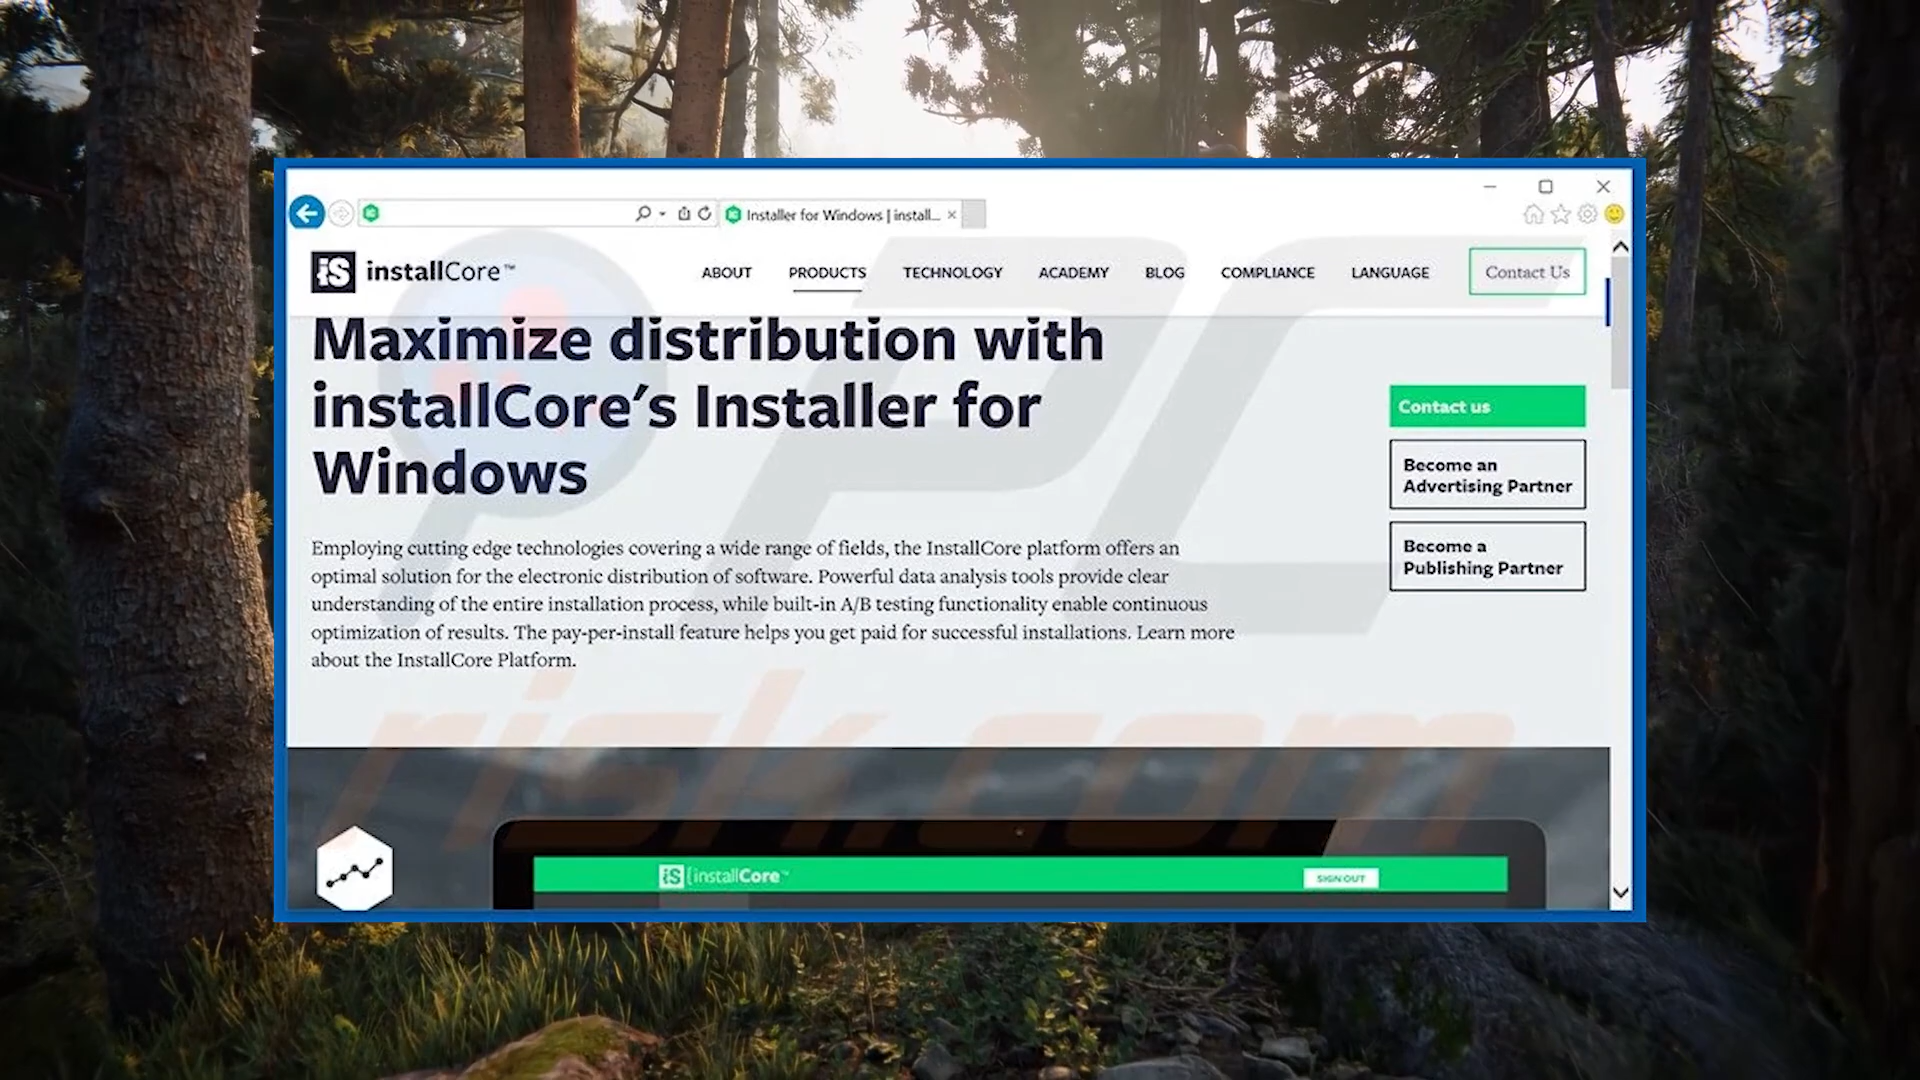 Installer for Windows | install...
iS installCore™
ABOUT PRODUCTS TECHNOLOGY ACADEMY BLOG COMPLIANCE LANGUAGE Contact Us
Maximize distribution with
installCore's Installer for
Windows
Contact us
Become an
Advertising Partner
Become a
Publishing Partner
Employing cutting edge technologies covering a wide range of fields, the InstallCore platform offers an
optimal solution for the electronic distribution of software. Powerful data analysis tools provide clear
understanding of the entire installation process, while built-in A/B testing functionality enable continuous
optimization of results. The pay-per-install feature helps you get paid for successful installations. Learn more
about the InstallCore Platform.
PC
risk.com
iS installCore™ SIGN OUT